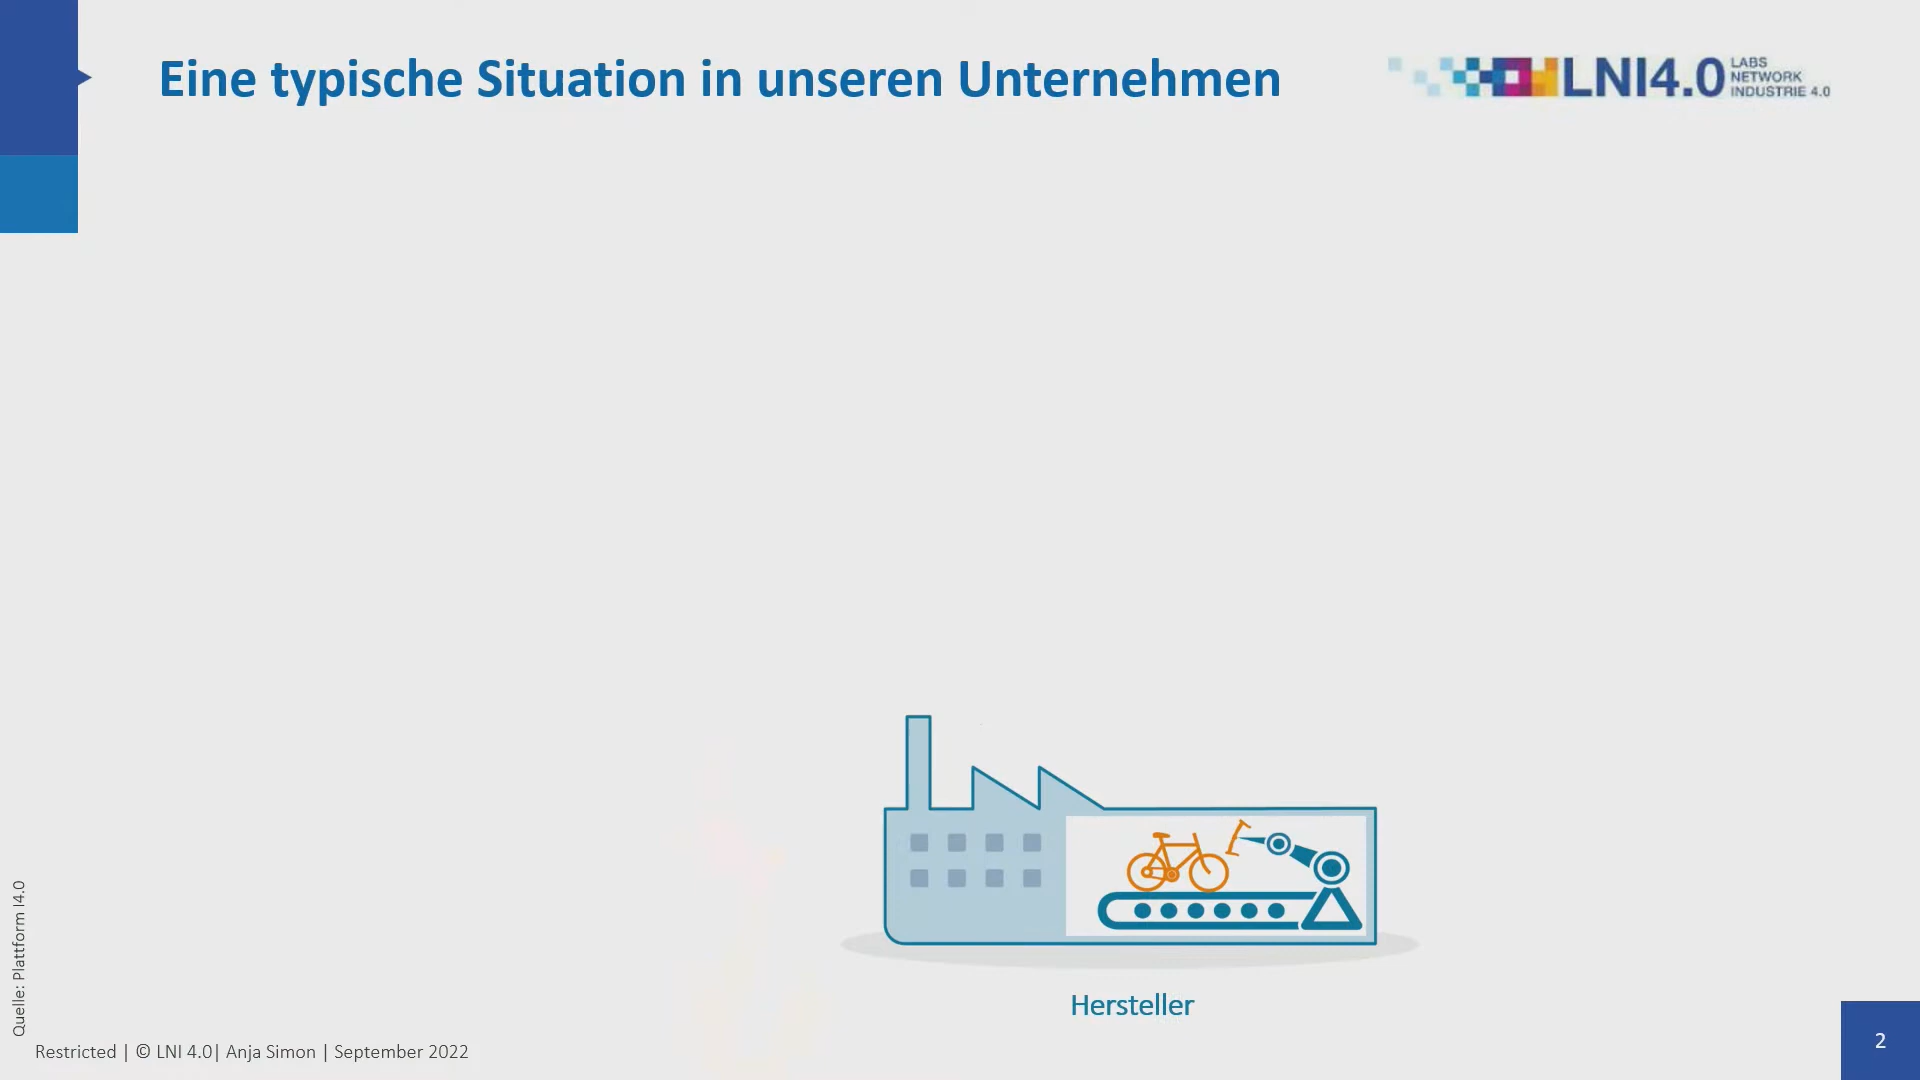 Eine typische Situation in unseren Unternehmen
LNI4.0
LABS
NETWORK
INDUSTRIE 4.0
Hersteller
Quelle: Plattform I4.0
Restricted | © LNI 4.0| Anja Simon | September 2022
2